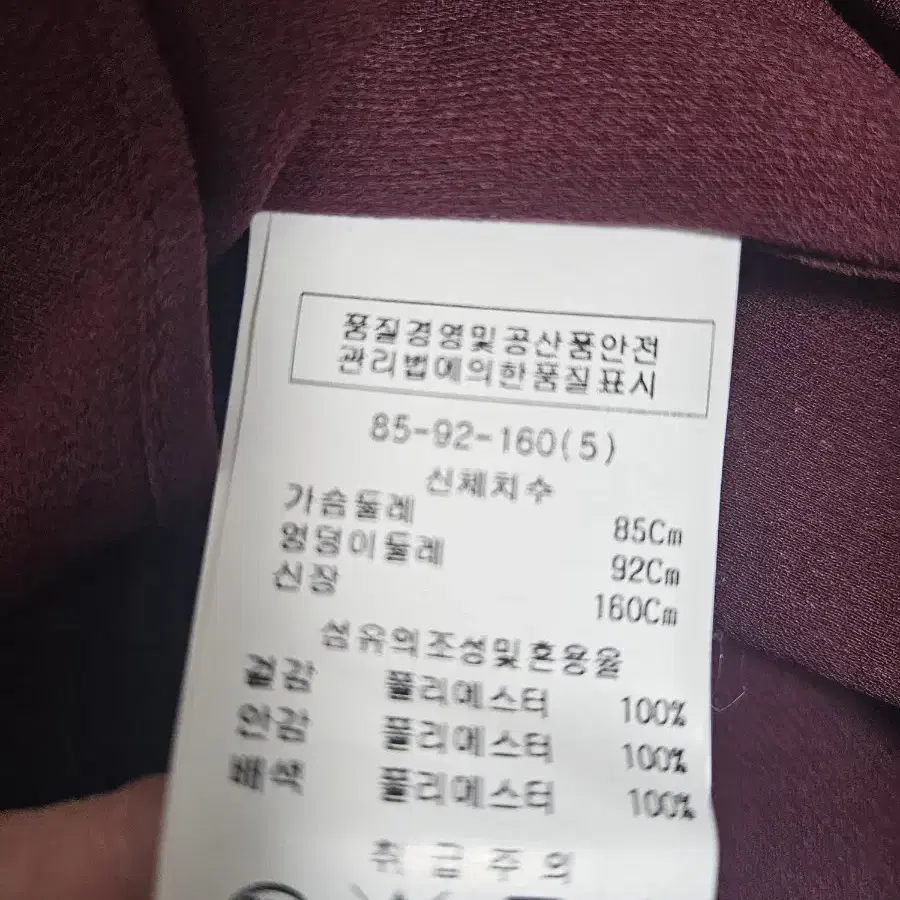 품질경영및공산품안전
관리법에의한품질표시
85-92-160(5)
신체치수
가슴둘레 85Cm
엉덩이둘레 92Cm
신장 160Cm
섬유의조성및혼용율
겉감 폴리에스터 100%
안감 폴리에스터 100%
배색 폴리에스터 100%
취급주의